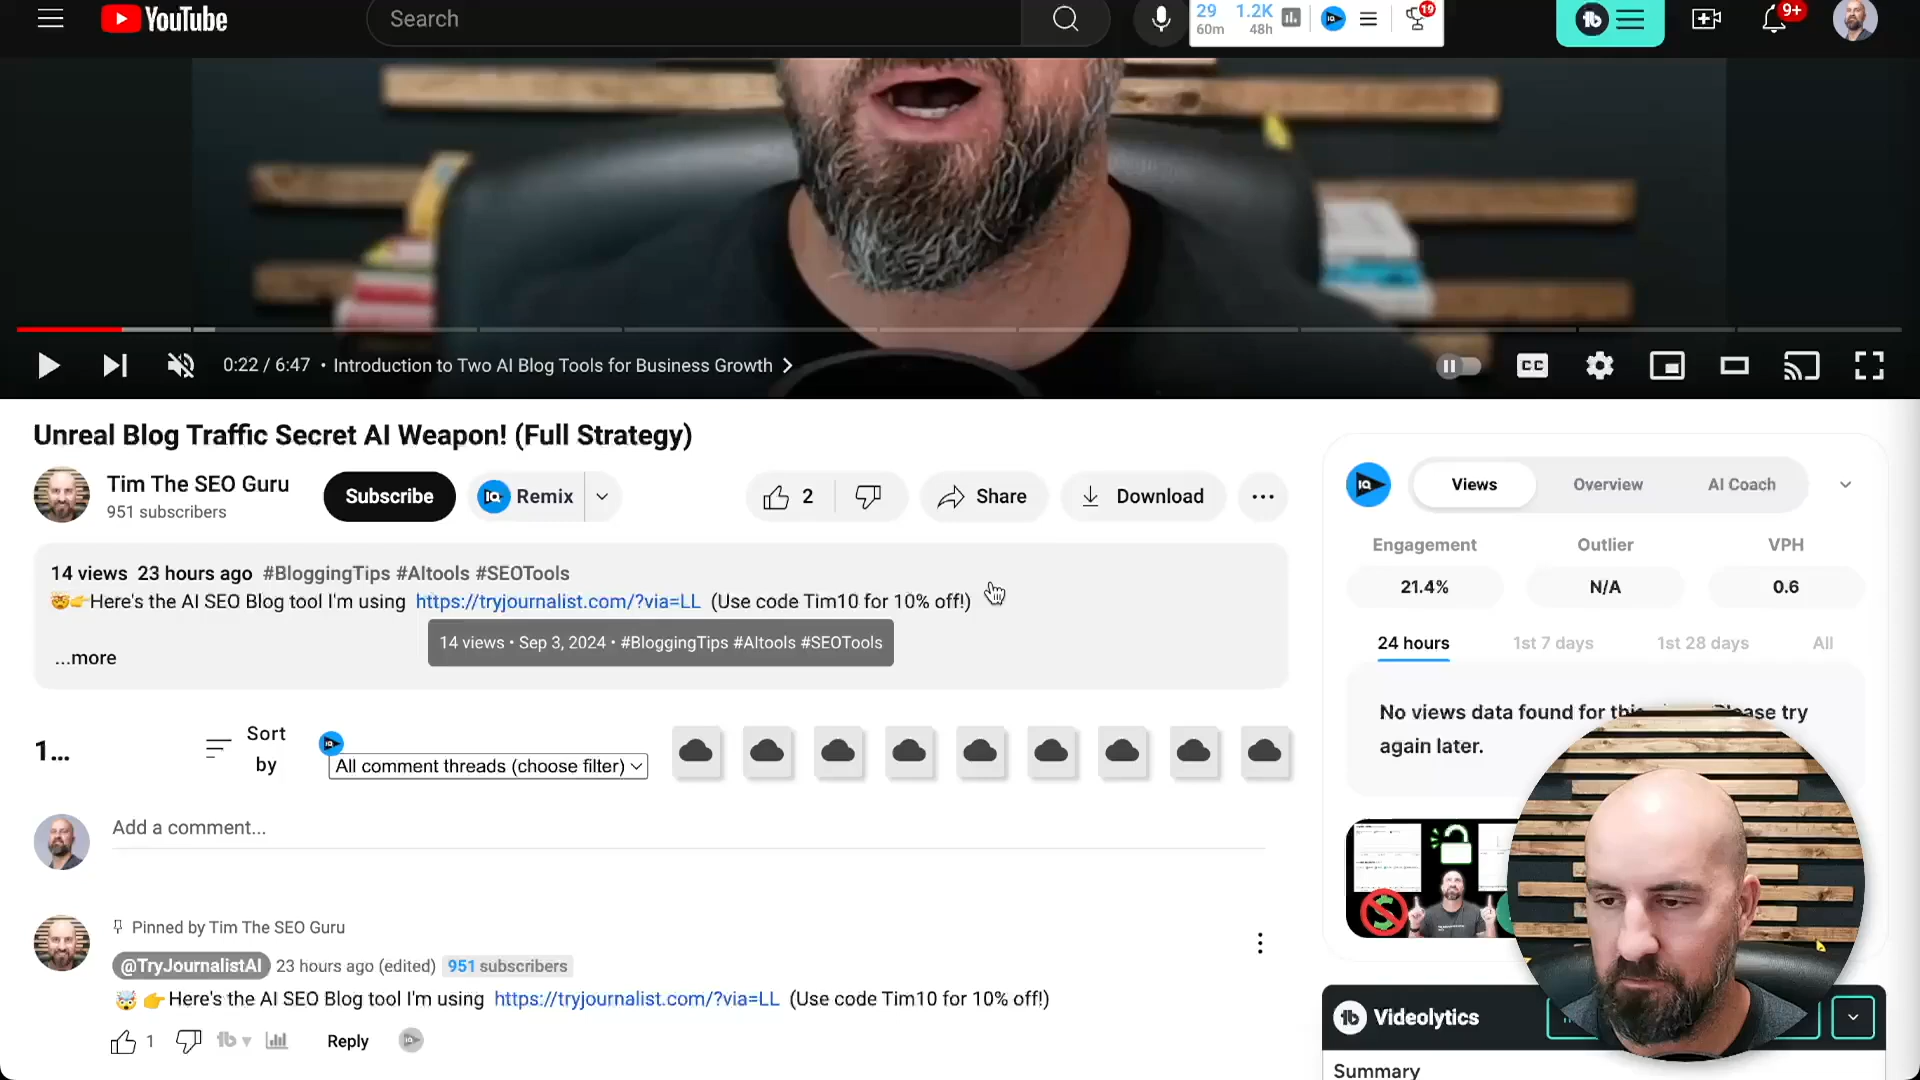 YouTube
Search
29 1.2K
60m 48h
19
9+
0:22 / 6:47 • Introduction to Two AI Blog Tools for Business Growth
CC
Unreal Blog Traffic Secret AI Weapon! (Full Strategy)
Tim The SEO Guru
951 subscribers
Subscribe
IQ Remix
2
Share
Download
14 views 23 hours ago #BloggingTips #AItools #SEOTools
🤯👉Here's the AI SEO Blog tool I'm using https://tryjournalist.com/?via=LL (Use code Tim10 for 10% off!)
14 views • Sep 3, 2024 • #BloggingTips #AItools #SEOTools
...more
1...
Sort by
All comment threads (choose filter)
Add a comment...
Pinned by Tim The SEO Guru
@TryJournalistAI 23 hours ago (edited) 951 subscribers
🤯 👉Here's the AI SEO Blog tool I'm using https://tryjournalist.com/?via=LL (Use code Tim10 for 10% off!)
1
Reply
IQ
Views Overview AI Coach
Engagement Outlier VPH
21.4% N/A 0.6
24 hours 1st 7 days 1st 28 days All
No views data found for
try
again later.
tb Videolytics
Summary